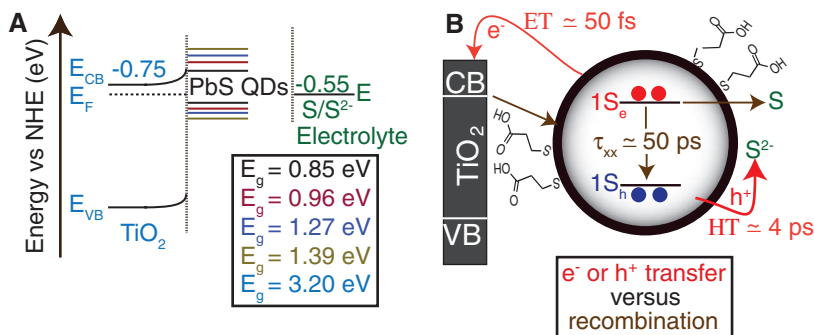 A
Energy vs NHE (eV)
E_CB -0.75
E_F
E_VB
TiO₂
PbS QDs
-0.55 E
S/S²⁻
Electrolyte
E_g = 0.85 eV
E_g = 0.96 eV
E_g = 1.27 eV
E_g = 1.39 eV
E_g = 3.20 eV
B
ET ≃ 50 fs
e⁻
CB
TiO₂
VB
HO
O
S
HO
O
S
S
O
OH
S
O
OH
1S_e
τ_xx ≃ 50 ps
1S_h
S
S²⁻
h⁺
HT ≃ 4 ps
e⁻ or h⁺ transfer
versus
recombination